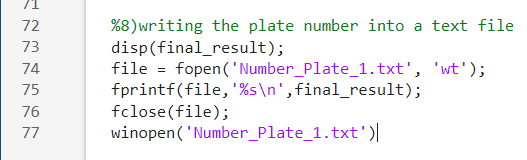 71
72 %8)writing the plate number into a text file
73 disp(final_result);
74 file = fopen('Number_Plate_1.txt', 'wt');
75 fprintf(file,'%s\n',final_result);
76 fclose(file);
77 winopen('Number_Plate_1.txt')